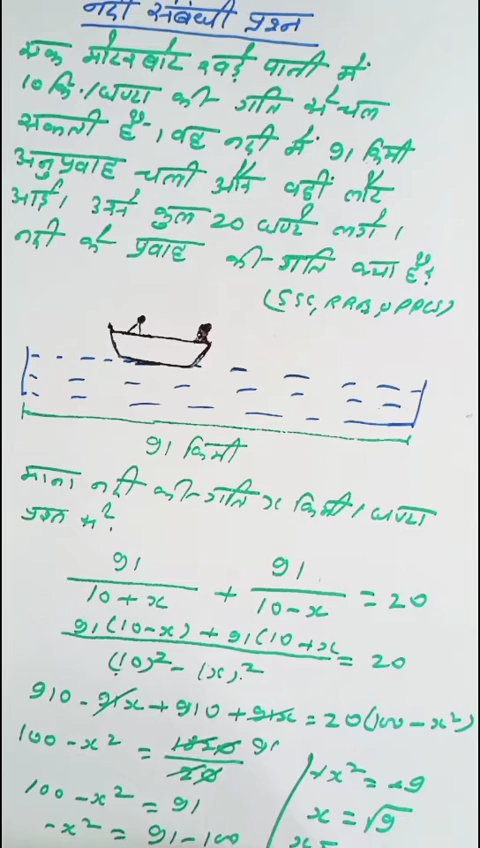 नदी संबंधी प्रश्न
एक मोटरबोट स्थिर पानी में
10 कि./घण्टा की गति से चल
सकती है, वह नदी में 91 किमी
अनुप्रवाह चली और वहीं लौट
आई। उसे कुल 20 घण्टे लगे।
नदी के प्रवाह की गति क्या है?
(SSC, RRB, UPPCS)
91 किमी
माना नदी की गति x किमी/घण्टा
प्रश्न से:
91/(10+x) + 91/(10-x) = 20
(91(10-x) + 91(10+x))/((10)²-(x)²) = 20
910 - 91x + 910 + 91x = 20(100 - x²)
100 - x² = 1820/20 91
100 - x² = 91
-x² = 91 - 100
+x² = +9
x = √9